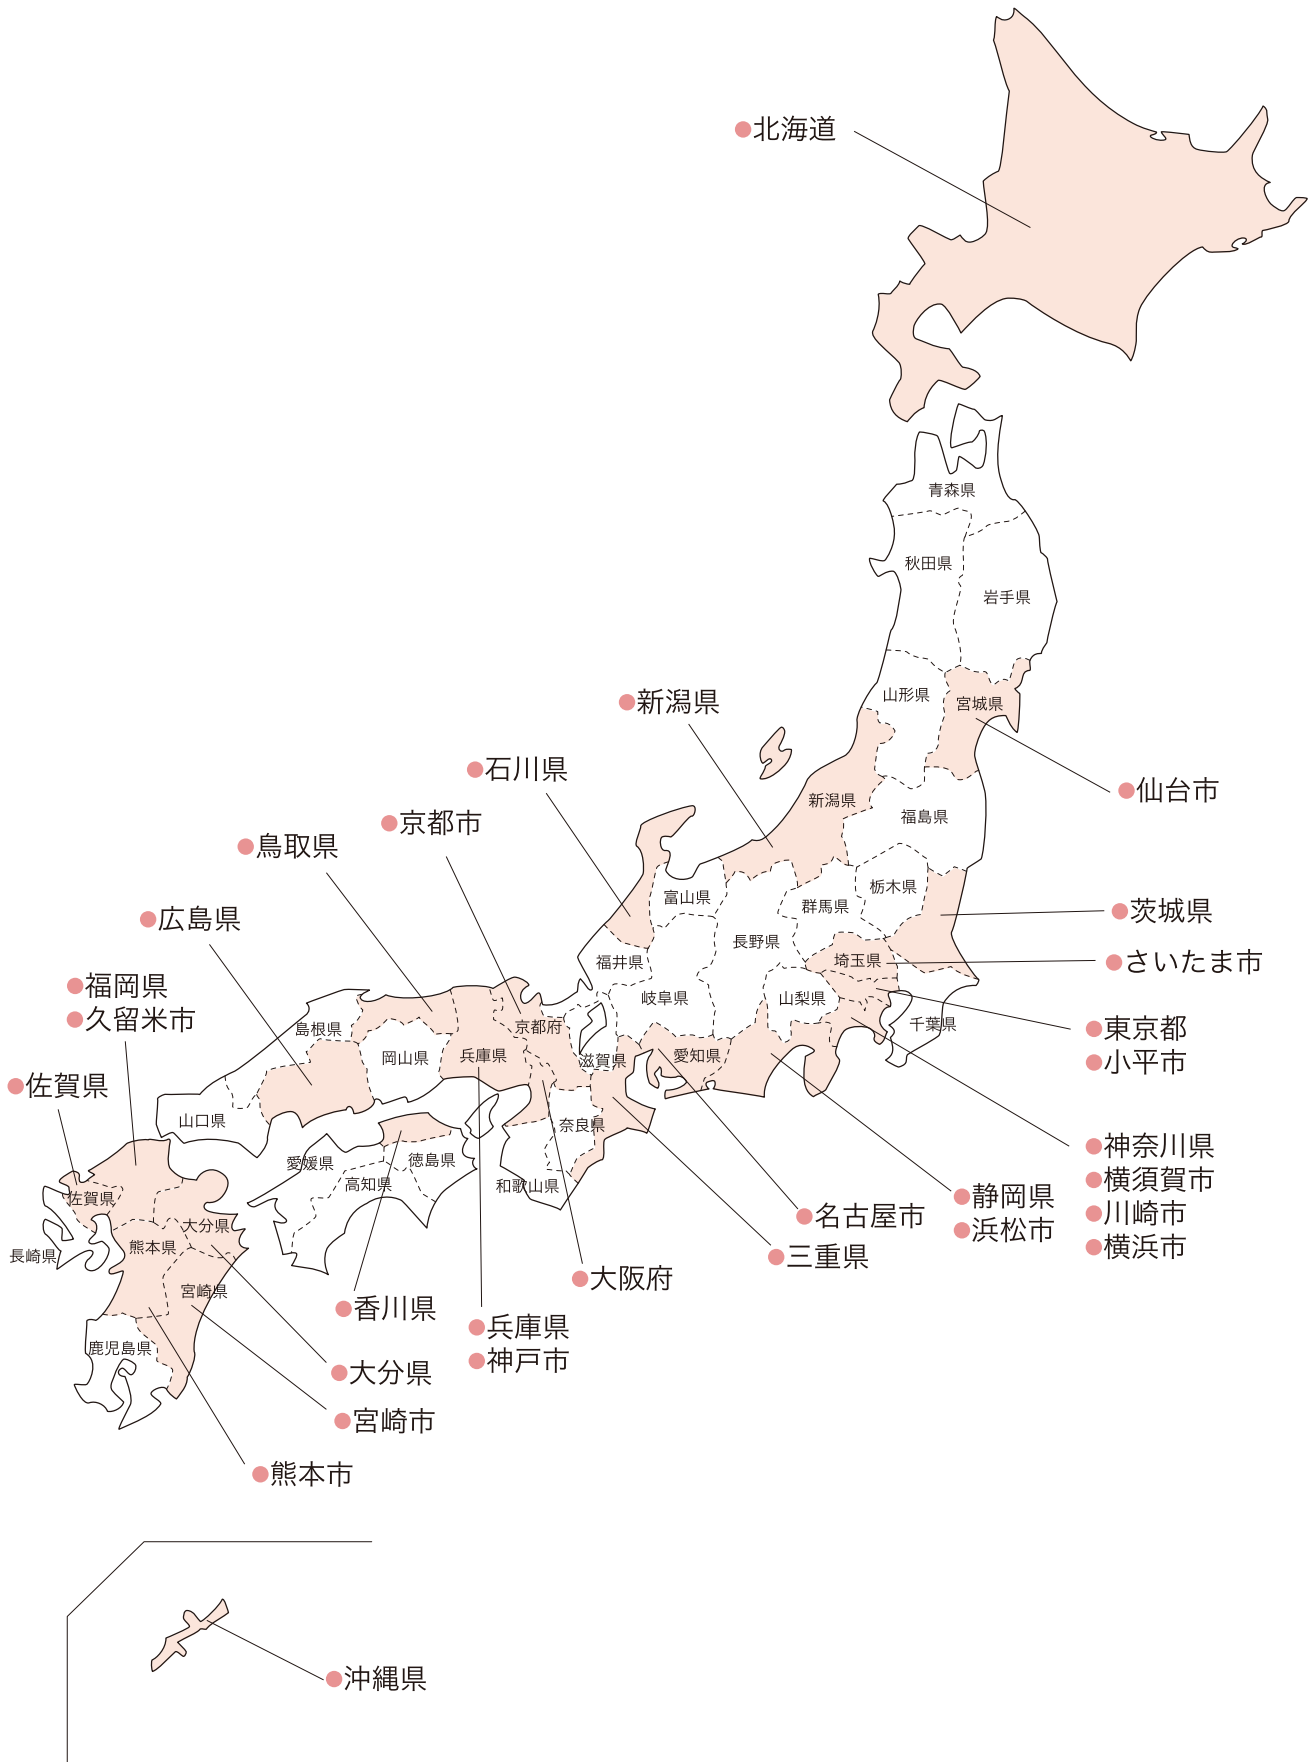 ●北海道
青森県
秋田県
岩手県
山形県
宮城県
●新潟県
●石川県
●仙台市
新潟県
福島県
●京都市
●鳥取県
栃木県
富山県
群馬県
●茨城県
●広島県
長野県
埼玉県
●さいたま市
福井県
●福岡県
●久留米市
岐阜県
山梨県
千葉県
島根県
京都府
●東京都
●小平市
岡山県
兵庫県
滋賀県
愛知県
●佐賀県
山口県
奈良県
●神奈川県
●横須賀市
●川崎市
●横浜市
愛媛県
徳島県
高知県
和歌山県
佐賀県
●静岡県
●浜松市
●名古屋市
大分県
熊本県
長崎県
●三重県
●大阪府
宮崎県
●香川県
●兵庫県
●神戸市
鹿児島県
●大分県
●宮崎市
●熊本市
●沖縄県